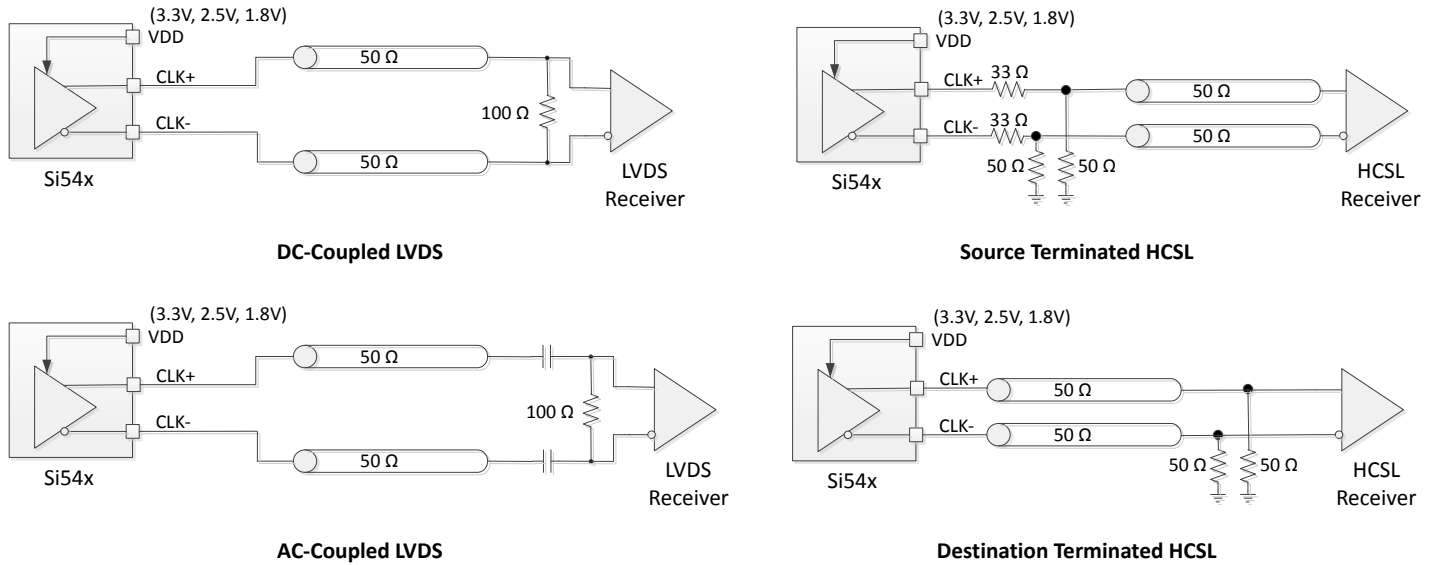 (3.3V, 2.5V, 1.8V)
VDD
CLK+
50 Ω
100 Ω
CLK-
50 Ω
Si54x
LVDS
Receiver
DC-Coupled LVDS
(3.3V, 2.5V, 1.8V)
VDD
CLK+
33 Ω
50 Ω
CLK-
33 Ω
50 Ω
50 Ω
50 Ω
Si54x
HCSL
Receiver
Source Terminated HCSL
(3.3V, 2.5V, 1.8V)
VDD
CLK+
50 Ω
100 Ω
CLK-
50 Ω
Si54x
LVDS
Receiver
AC-Coupled LVDS
(3.3V, 2.5V, 1.8V)
VDD
CLK+
50 Ω
CLK-
50 Ω
50 Ω
50 Ω
Si54x
HCSL
Receiver
Destination Terminated HCSL